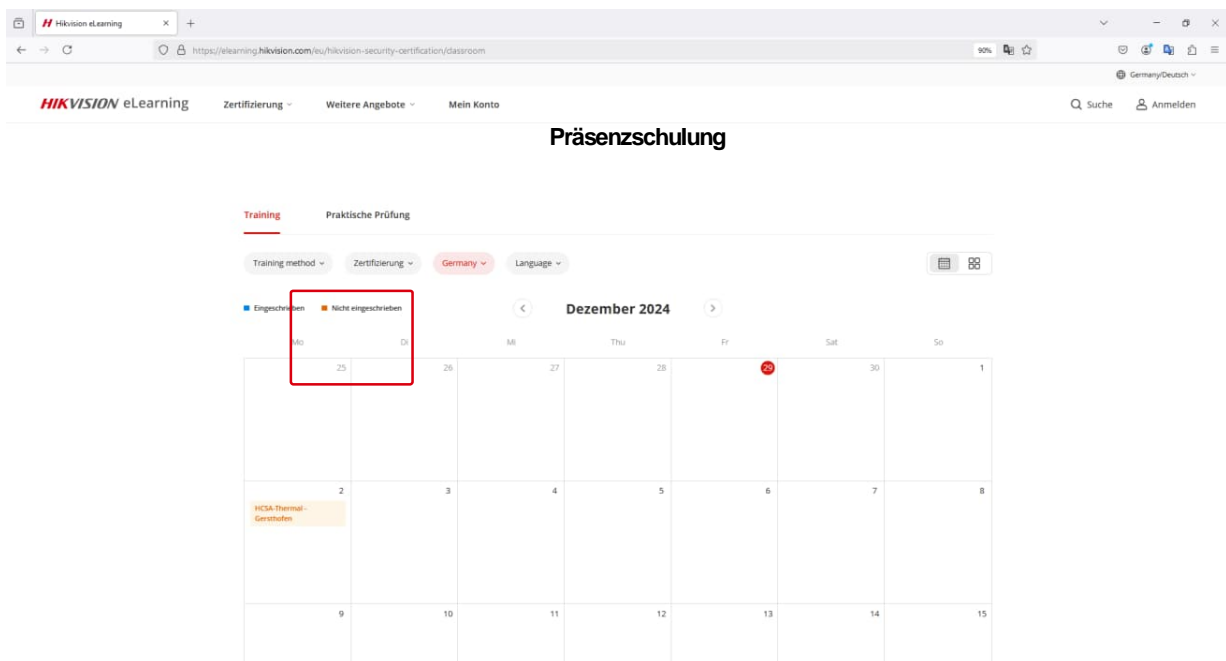 Hikvision eLearning
https://elearning.hikvision.com/eu/hikvision-security-certification/classroom
90%
Germany/Deutsch
HIKVISION eLearning Zertifizierung Weitere Angebote Mein Konto Suche Anmelden
Präsenzschulung
Training Praktische Prüfung
Training method Zertifizierung Germany Language
Eingeschrieben Nicht eingeschrieben Dezember 2024
Mo Di Mi Thu Fr Sat So
25 26 27 28 29 30 1
2 3 4 5 6 7 8
HCSA-Thermal -
Gersthofen
9 10 11 12 13 14 15